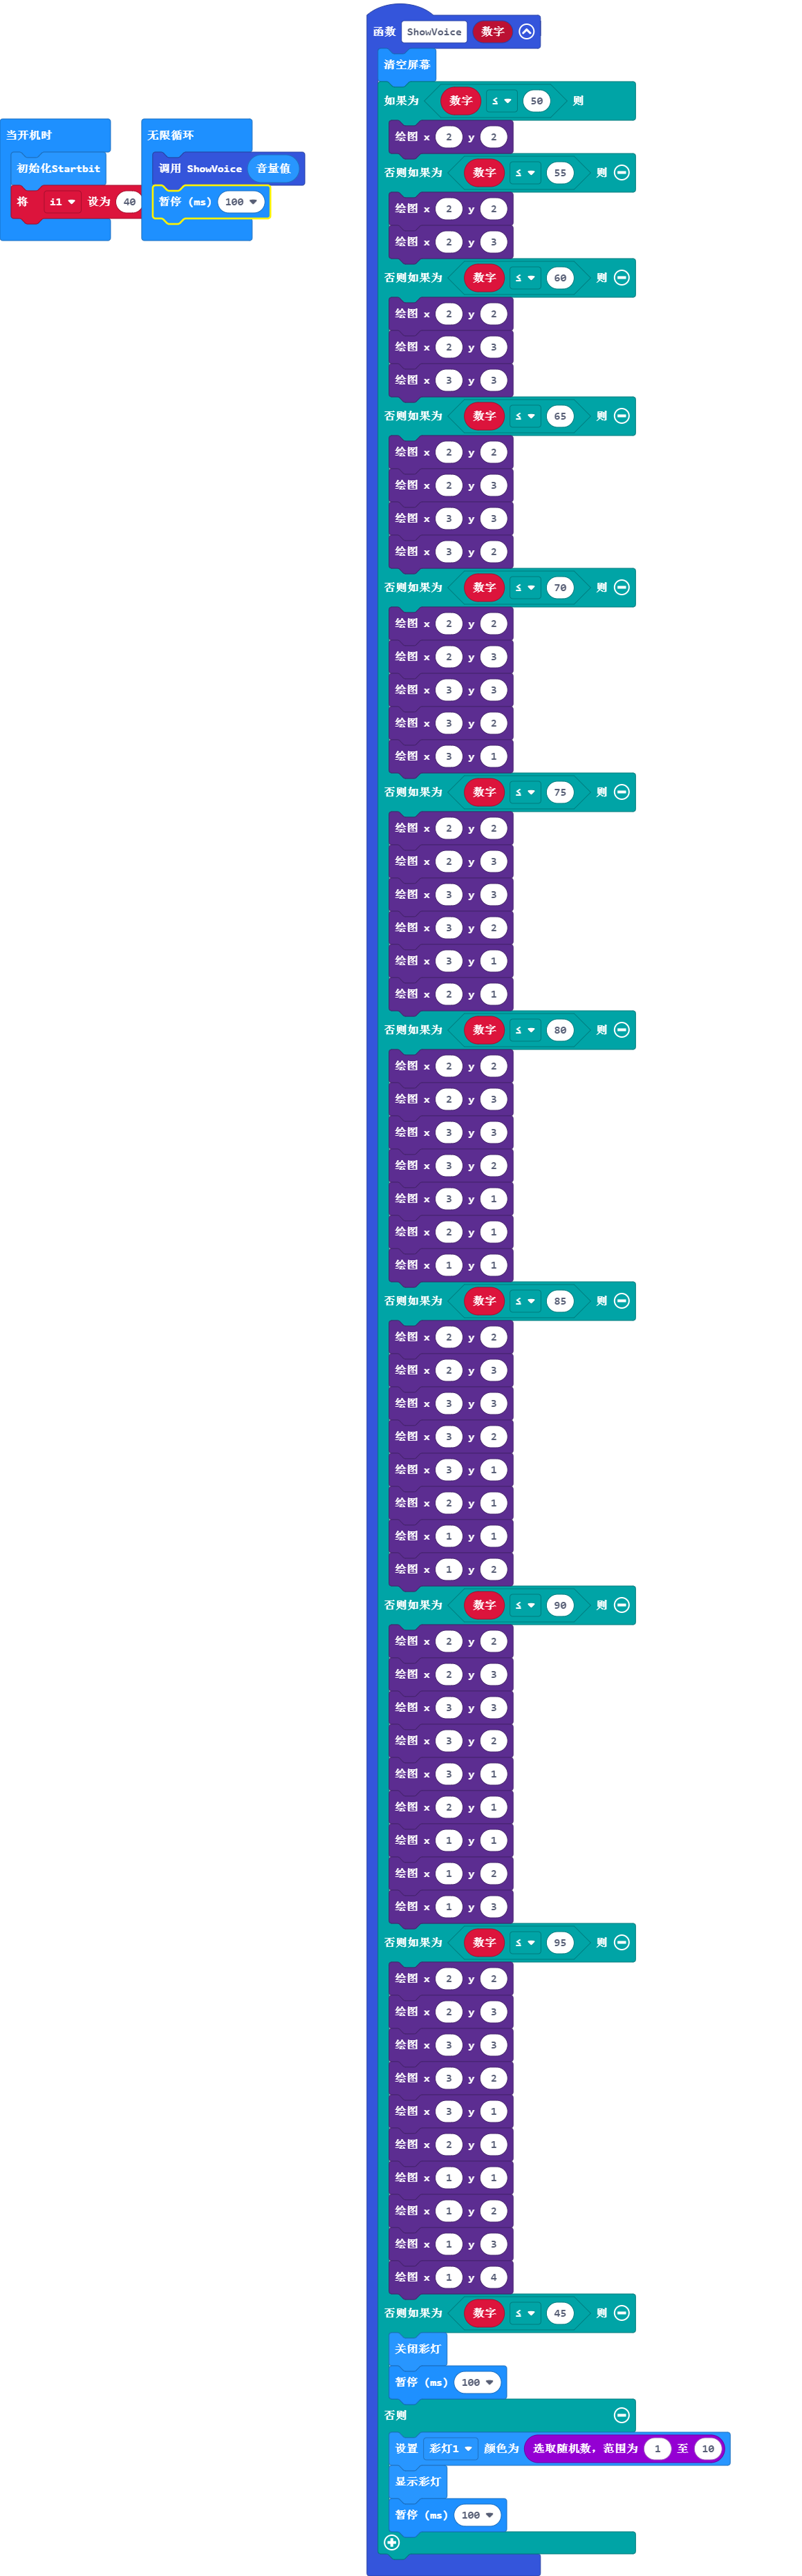 当开机时
初始化Startbit
将 i1 设为 40
无限循环
调用 ShowVoice 音量值
暂停 (ms) 100
函数 ShowVoice 数字
清空屏幕
如果为 数字 ≤ 50 则
绘图 x 2 y 2
否则如果为 数字 ≤ 55 则
绘图 x 2 y 2
绘图 x 2 y 3
否则如果为 数字 ≤ 60 则
绘图 x 2 y 2
绘图 x 2 y 3
绘图 x 3 y 3
否则如果为 数字 ≤ 65 则
绘图 x 2 y 2
绘图 x 2 y 3
绘图 x 3 y 3
绘图 x 3 y 2
否则如果为 数字 ≤ 70 则
绘图 x 2 y 2
绘图 x 2 y 3
绘图 x 3 y 3
绘图 x 3 y 2
绘图 x 3 y 1
否则如果为 数字 ≤ 75 则
绘图 x 2 y 2
绘图 x 2 y 3
绘图 x 3 y 3
绘图 x 3 y 2
绘图 x 3 y 1
绘图 x 2 y 1
否则如果为 数字 ≤ 80 则
绘图 x 2 y 2
绘图 x 2 y 3
绘图 x 3 y 3
绘图 x 3 y 2
绘图 x 3 y 1
绘图 x 2 y 1
绘图 x 1 y 1
否则如果为 数字 ≤ 85 则
绘图 x 2 y 2
绘图 x 2 y 3
绘图 x 3 y 3
绘图 x 3 y 2
绘图 x 3 y 1
绘图 x 2 y 1
绘图 x 1 y 1
绘图 x 1 y 2
否则如果为 数字 ≤ 90 则
绘图 x 2 y 2
绘图 x 2 y 3
绘图 x 3 y 3
绘图 x 3 y 2
绘图 x 3 y 1
绘图 x 2 y 1
绘图 x 1 y 1
绘图 x 1 y 2
绘图 x 1 y 3
否则如果为 数字 ≤ 95 则
绘图 x 2 y 2
绘图 x 2 y 3
绘图 x 3 y 3
绘图 x 3 y 2
绘图 x 3 y 1
绘图 x 2 y 1
绘图 x 1 y 1
绘图 x 1 y 2
绘图 x 1 y 3
绘图 x 1 y 4
否则如果为 数字 ≤ 45 则
关闭彩灯
暂停 (ms) 100
否则
设置 彩灯1 颜色为 选取随机数，范围为 1 至 10
显示彩灯
暂停 (ms) 100